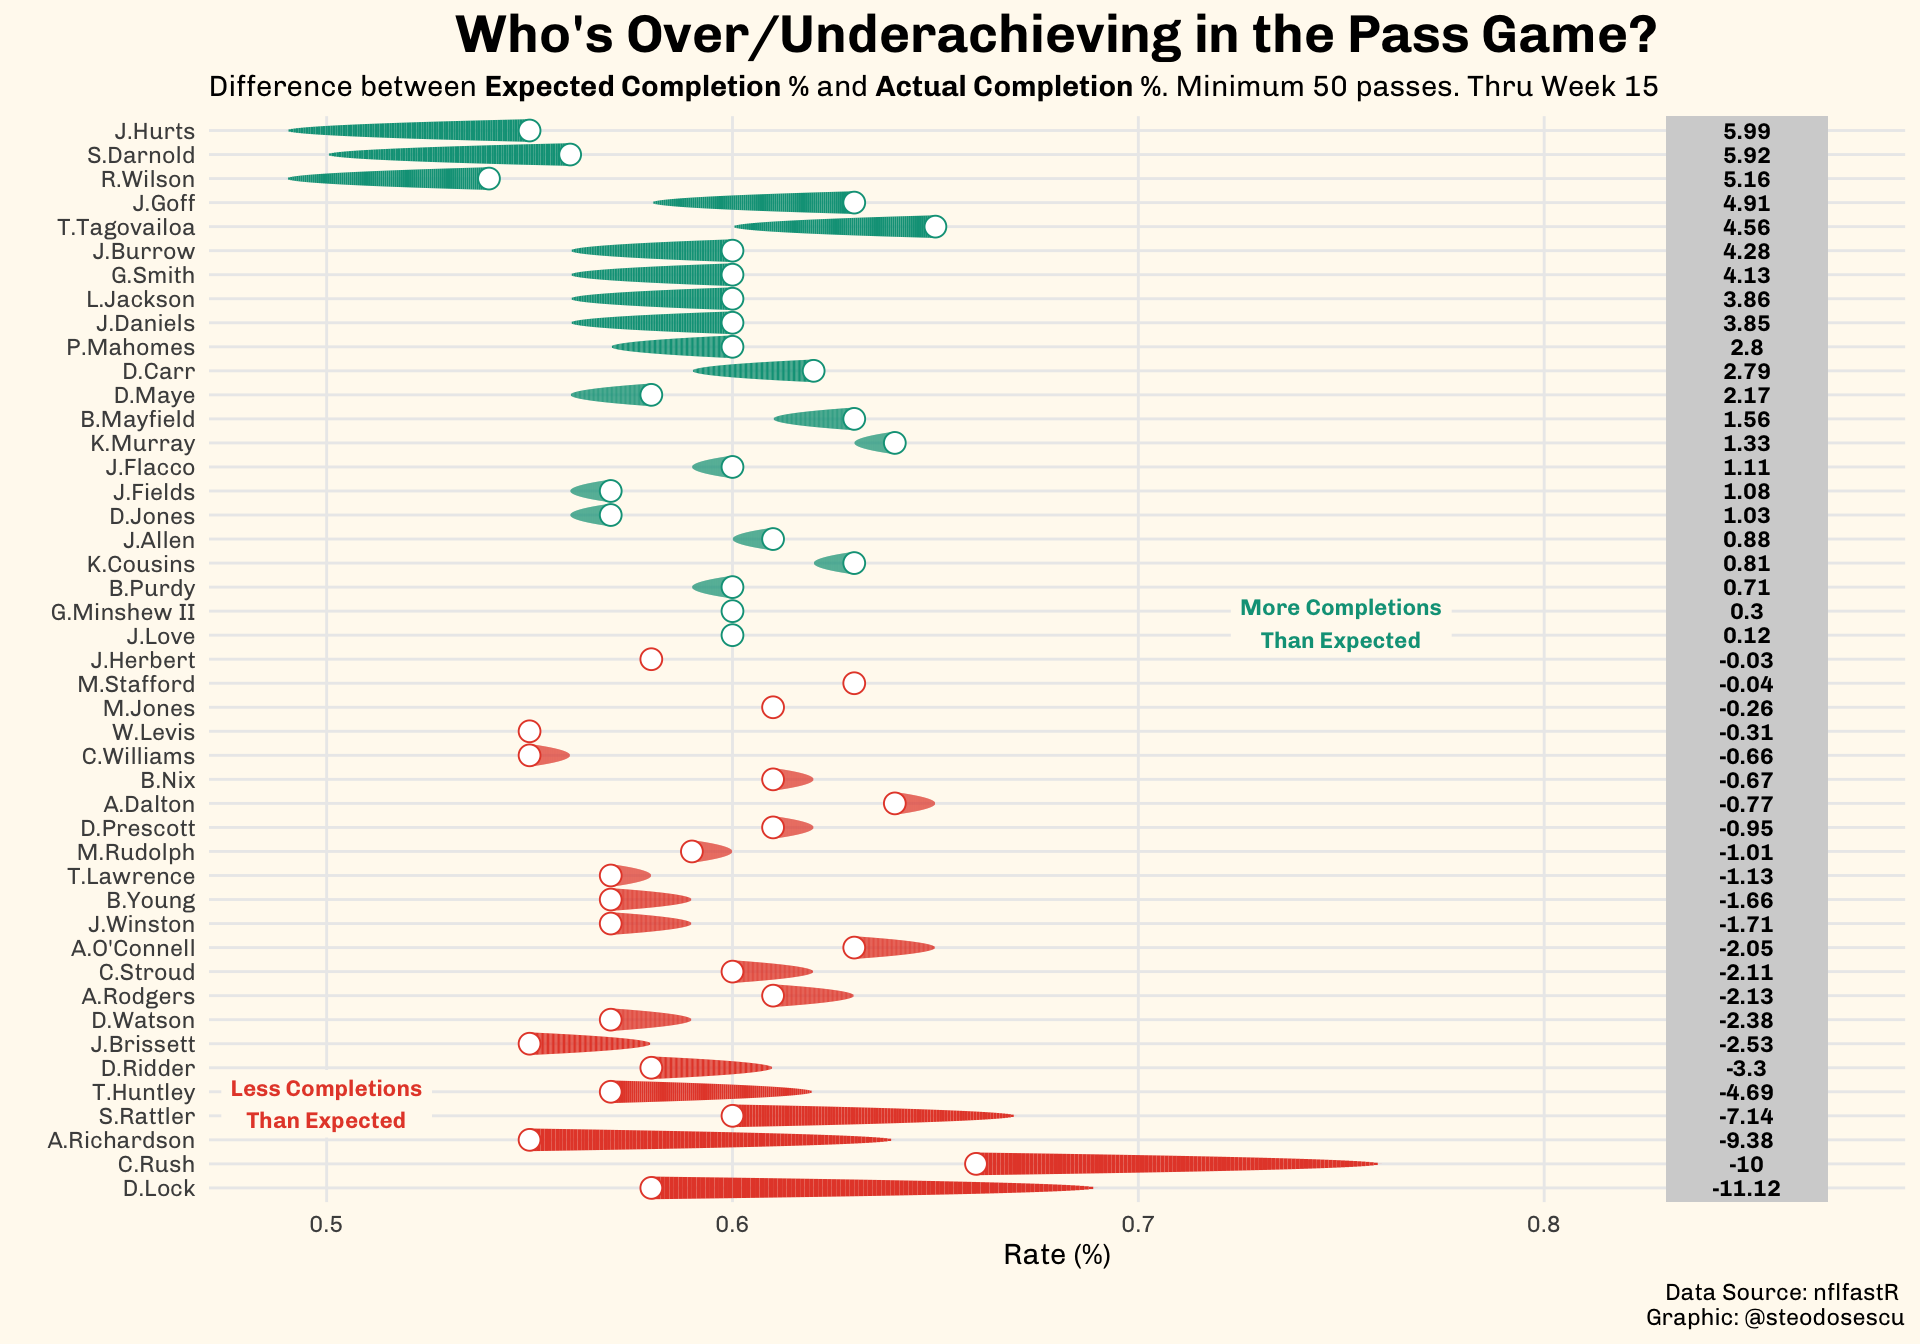 Who's Over/Underachieving in the Pass Game?
Difference between Expected Completion % and Actual Completion %. Minimum 50 passes. Thru Week 15
J.Hurts 5.99
S.Darnold 5.92
R.Wilson 5.16
J.Goff 4.91
T.Tagovailoa 4.56
J.Burrow 4.28
G.Smith 4.13
L.Jackson 3.86
J.Daniels 3.85
P.Mahomes 2.8
D.Carr 2.79
D.Maye 2.17
B.Mayfield 1.56
K.Murray 1.33
J.Flacco 1.11
J.Fields 1.08
D.Jones 1.03
J.Allen 0.88
K.Cousins 0.81
B.Purdy 0.71
G.Minshew II 0.3
J.Love 0.12
J.Herbert -0.03
M.Stafford -0.04
M.Jones -0.26
W.Levis -0.31
C.Williams -0.66
B.Nix -0.67
A.Dalton -0.77
D.Prescott -0.95
M.Rudolph -1.01
T.Lawrence -1.13
B.Young -1.66
J.Winston -1.71
A.O'Connell -2.05
C.Stroud -2.11
A.Rodgers -2.13
D.Watson -2.38
J.Brissett -2.53
D.Ridder -3.3
T.Huntley -4.69
S.Rattler -7.14
A.Richardson -9.38
C.Rush -10
D.Lock -11.12
More Completions
Than Expected
Less Completions
Than Expected
0.5 0.6 0.7 0.8
Rate (%)
Data Source: nflfastR
Graphic: @steodosescu